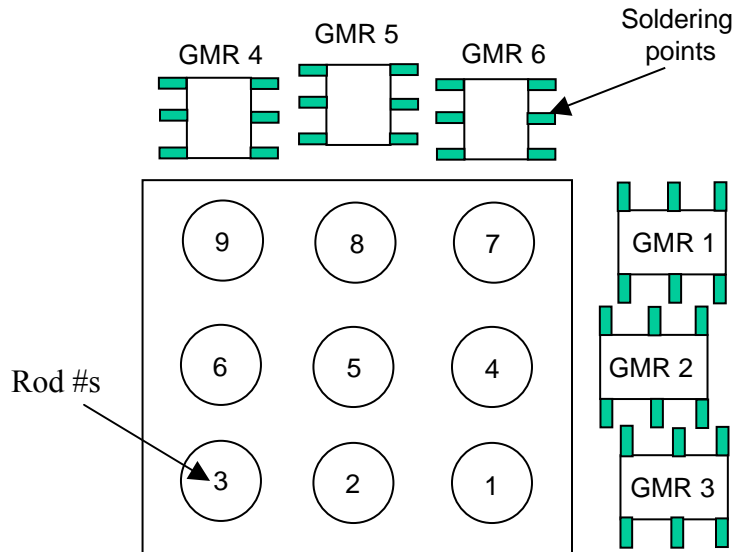 Soldering
points
GMR 4
GMR 5
GMR 6
9
8
7
GMR 1
6
5
4
GMR 2
Rod #s
3
2
1
GMR 3